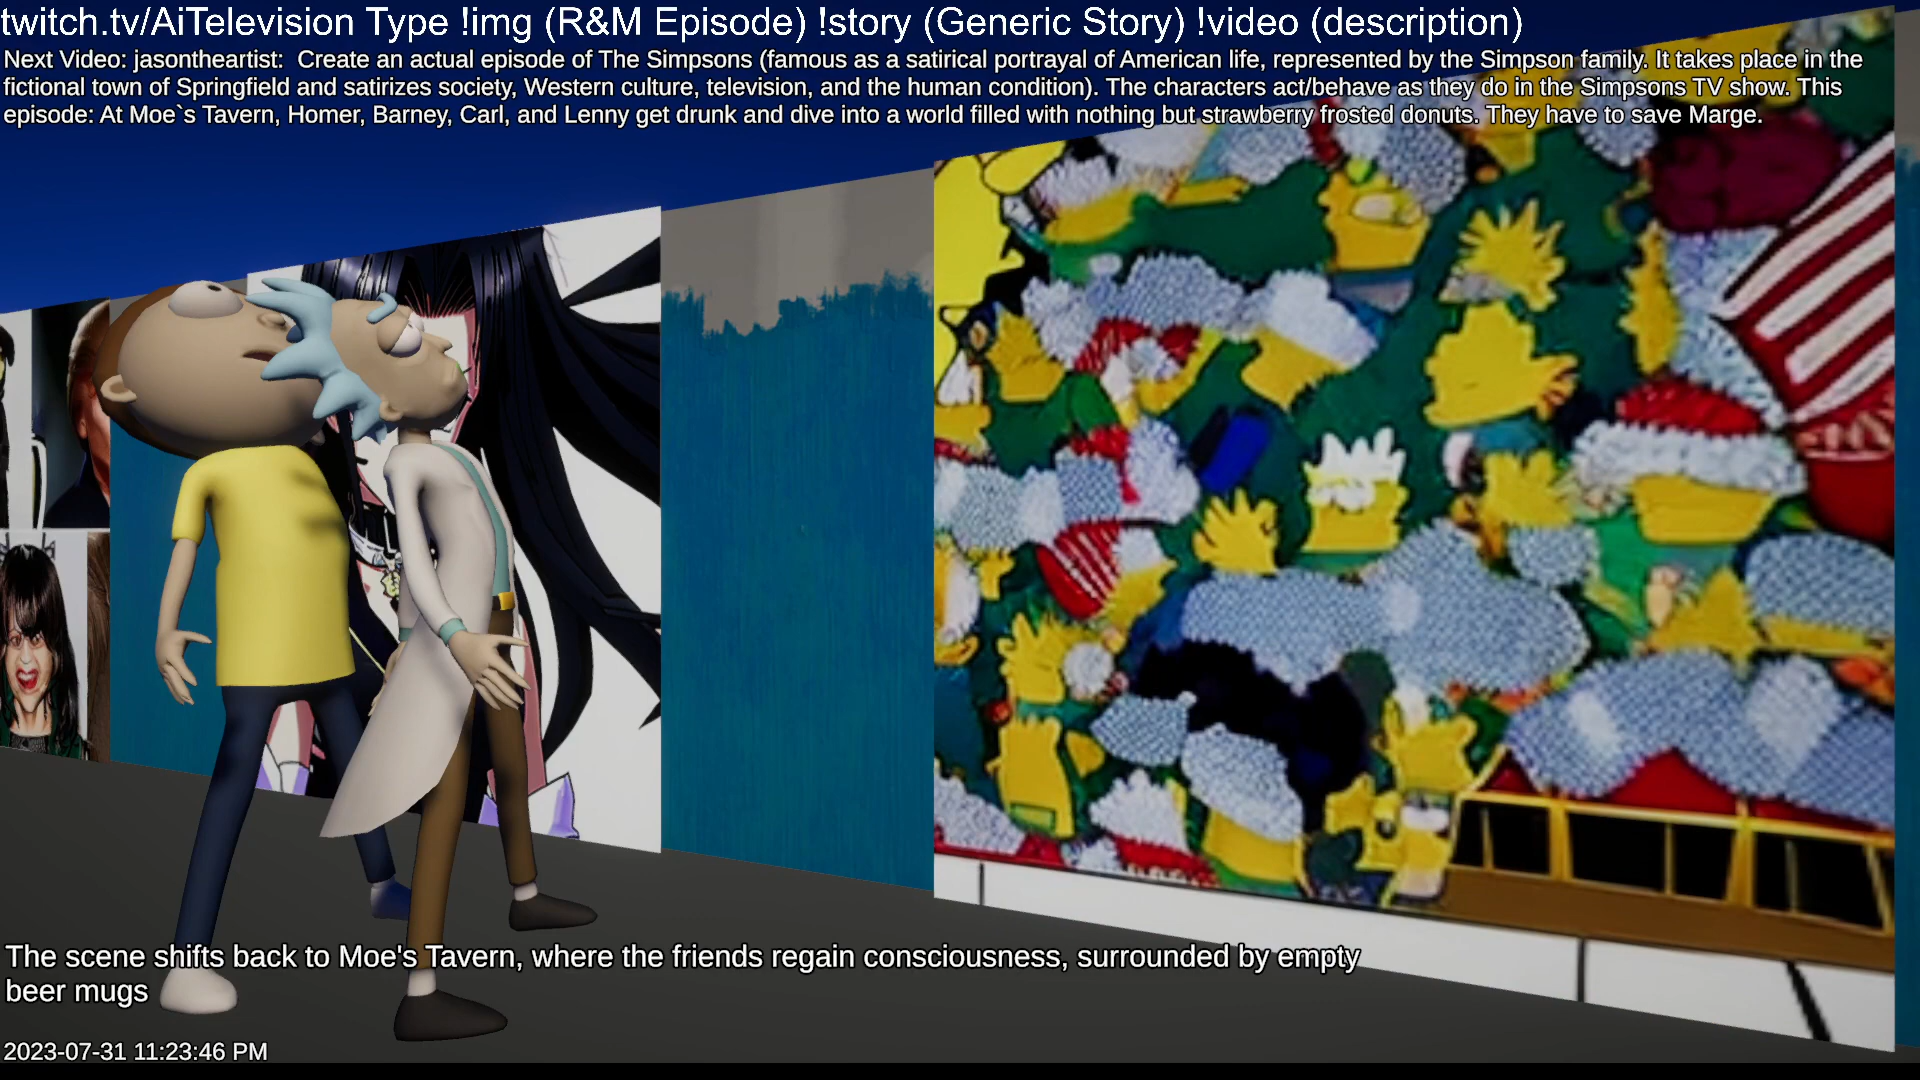 twitch.tv/AiTelevision Type !img (R&M Episode) !story (Generic Story) !video (description)
Next Video: jasontheartist:  Create an actual episode of The Simpsons (famous as a satirical portrayal of American life, represented by the Simpson family. It takes place in the
fictional town of Springfield and satirizes society, Western culture, television, and the human condition). The characters act/behave as they do in the Simpsons TV show. This
episode: At Moe`s Tavern, Homer, Barney, Carl, and Lenny get drunk and dive into a world filled with nothing but strawberry frosted donuts. They have to save Marge.
The scene shifts back to Moe's Tavern, where the friends regain consciousness, surrounded by empty
beer mugs
2023-07-31 11:23:46 PM